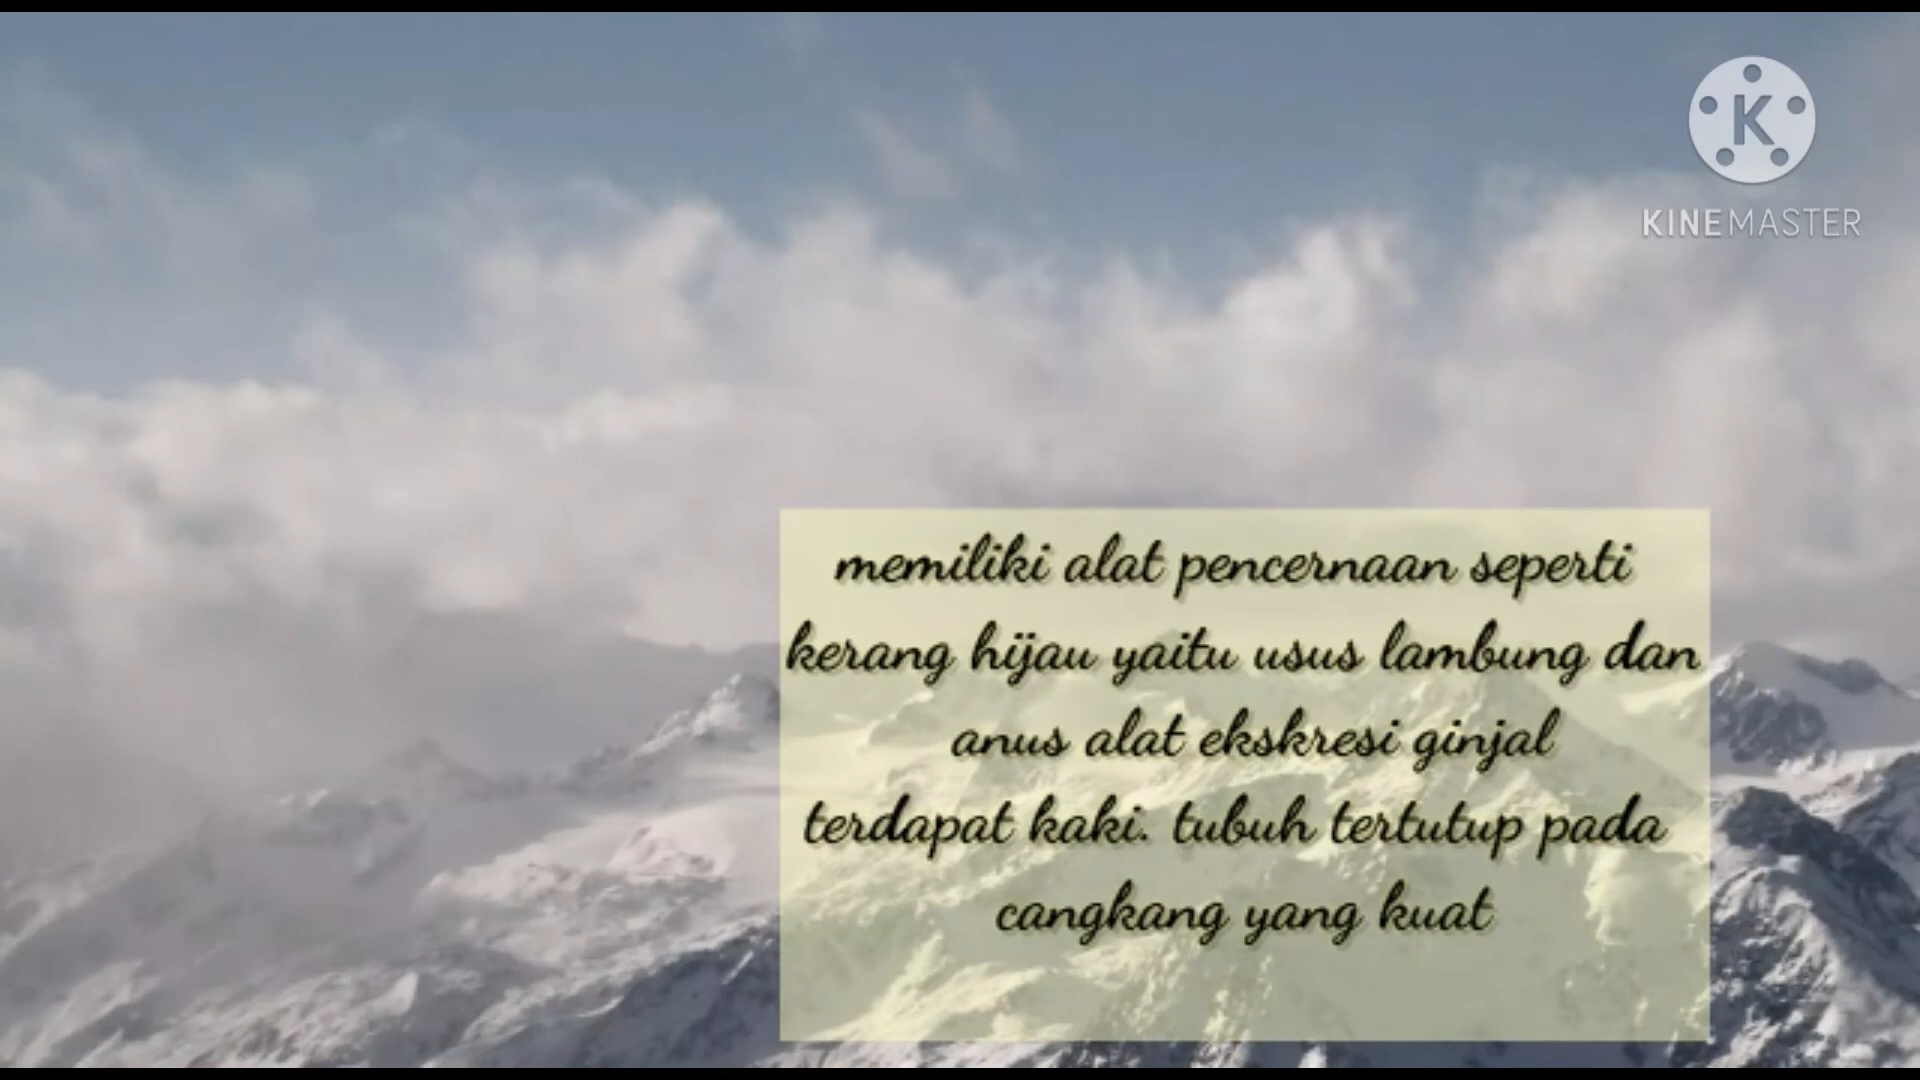 K
KINEMASTER
memiliki alat pencernaan seperti
kerang hijau yaitu usus lambung dan
anus alat ekskresi ginjal
terdapat kaki. tubuh tertutup pada
cangkang yang kuat